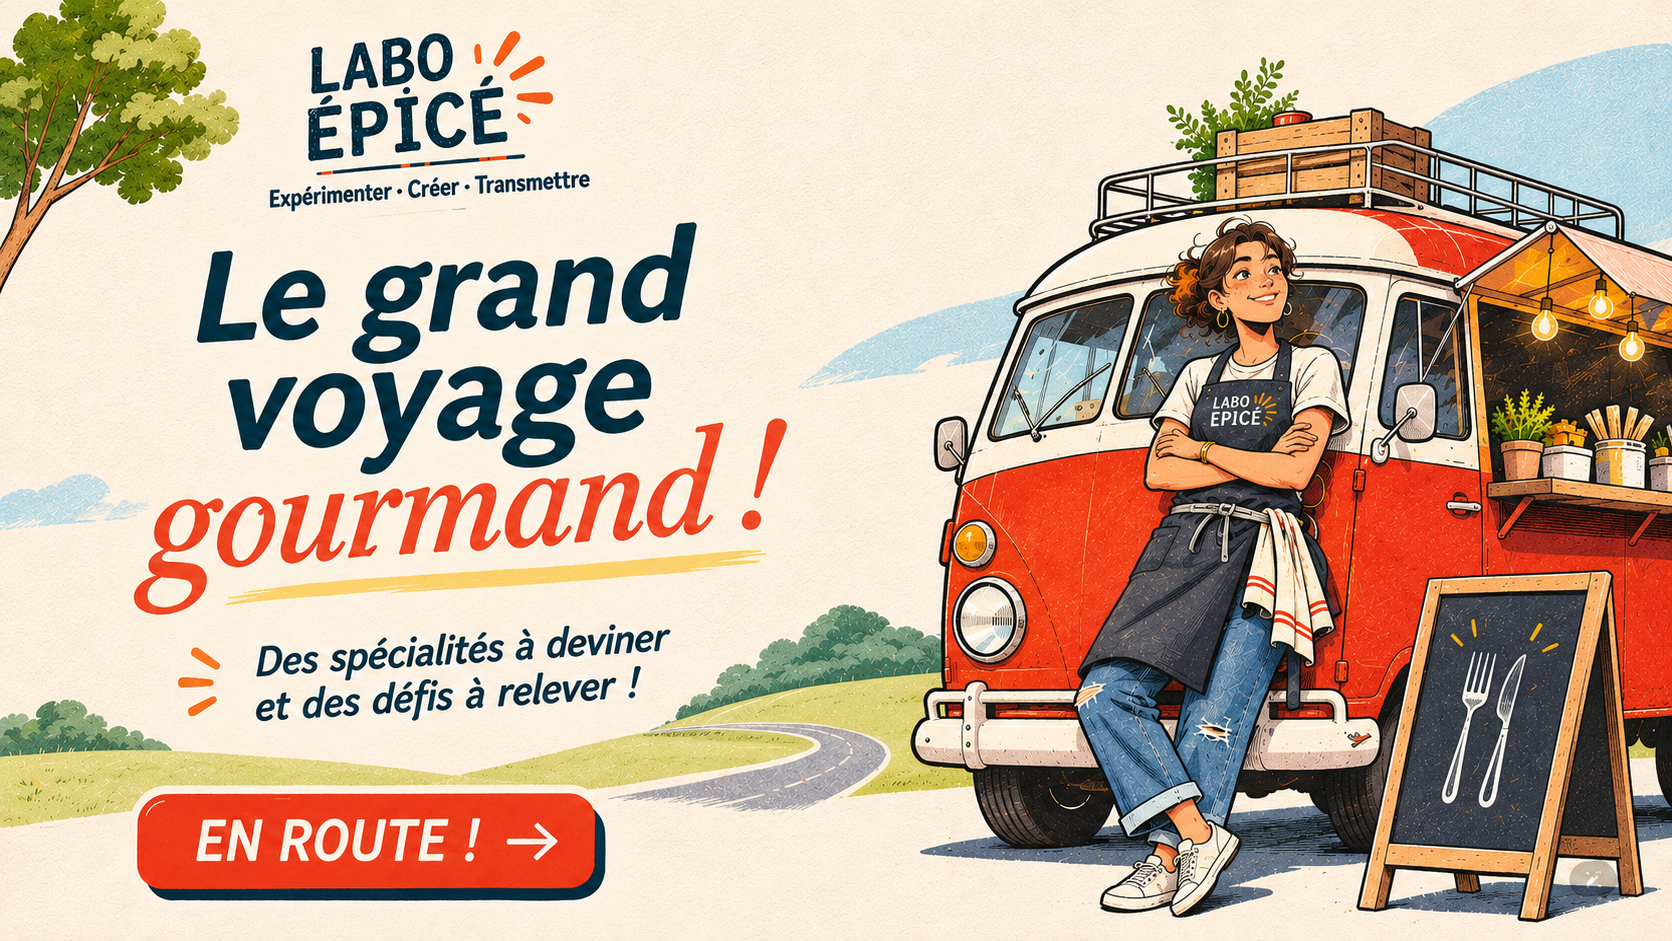 LABO
ÉPICÉ
Expérimenter · Créer · Transmettre
Le grand
voyage
gourmand !
Des spécialités à deviner
et des défis à relever !
EN ROUTE ! →
LABO
EPICÉ